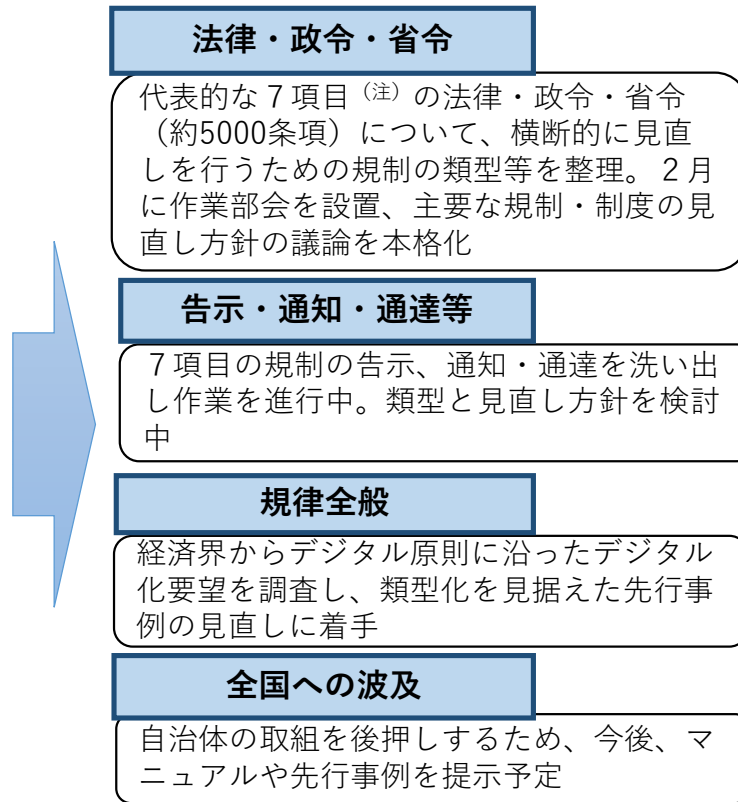 法律・政令・省令
代表的な７項目（注）の法律・政令・省令
（約5000条項）について、横断的に見直
しを行うための規制の類型等を整理。２月
に作業部会を設置、主要な規制・制度の見
直し方針の議論を本格化
告示・通知・通達等
７項目の規制の告示、通知・通達を洗い出
し作業を進行中。類型と見直し方針を検討
中
規律全般
経済界からデジタル原則に沿ったデジタル
化要望を調査し、類型化を見据えた先行事
例の見直しに着手
全国への波及
自治体の取組を後押しするため、今後、マ
ニュアルや先行事例を提示予定